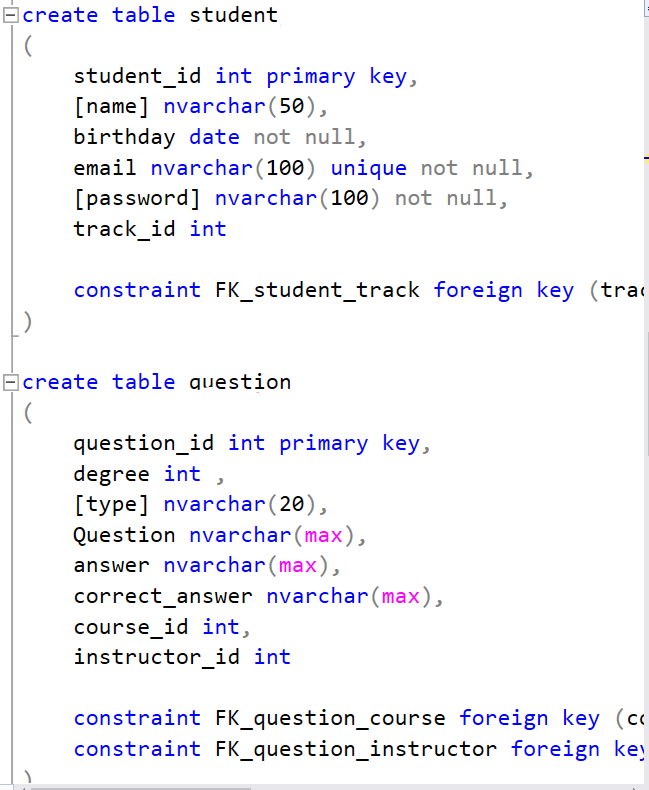 create table student
(
student_id int primary key,
[name] nvarchar(50),
birthday date not null,
email nvarchar(100) unique not null,
[password] nvarchar(100) not null,
track_id int
constraint FK_student_track foreign key (
)
create table question
(
question_id int primary key,
degree int ,
[type] nvarchar(20),
Question nvarchar(max),
answer nvarchar(max),
correct_answer nvarchar(max),
course_id int,
instructor_id int
constraint FK_question_course foreign key (
constraint FK_question_instructor foreign key
)